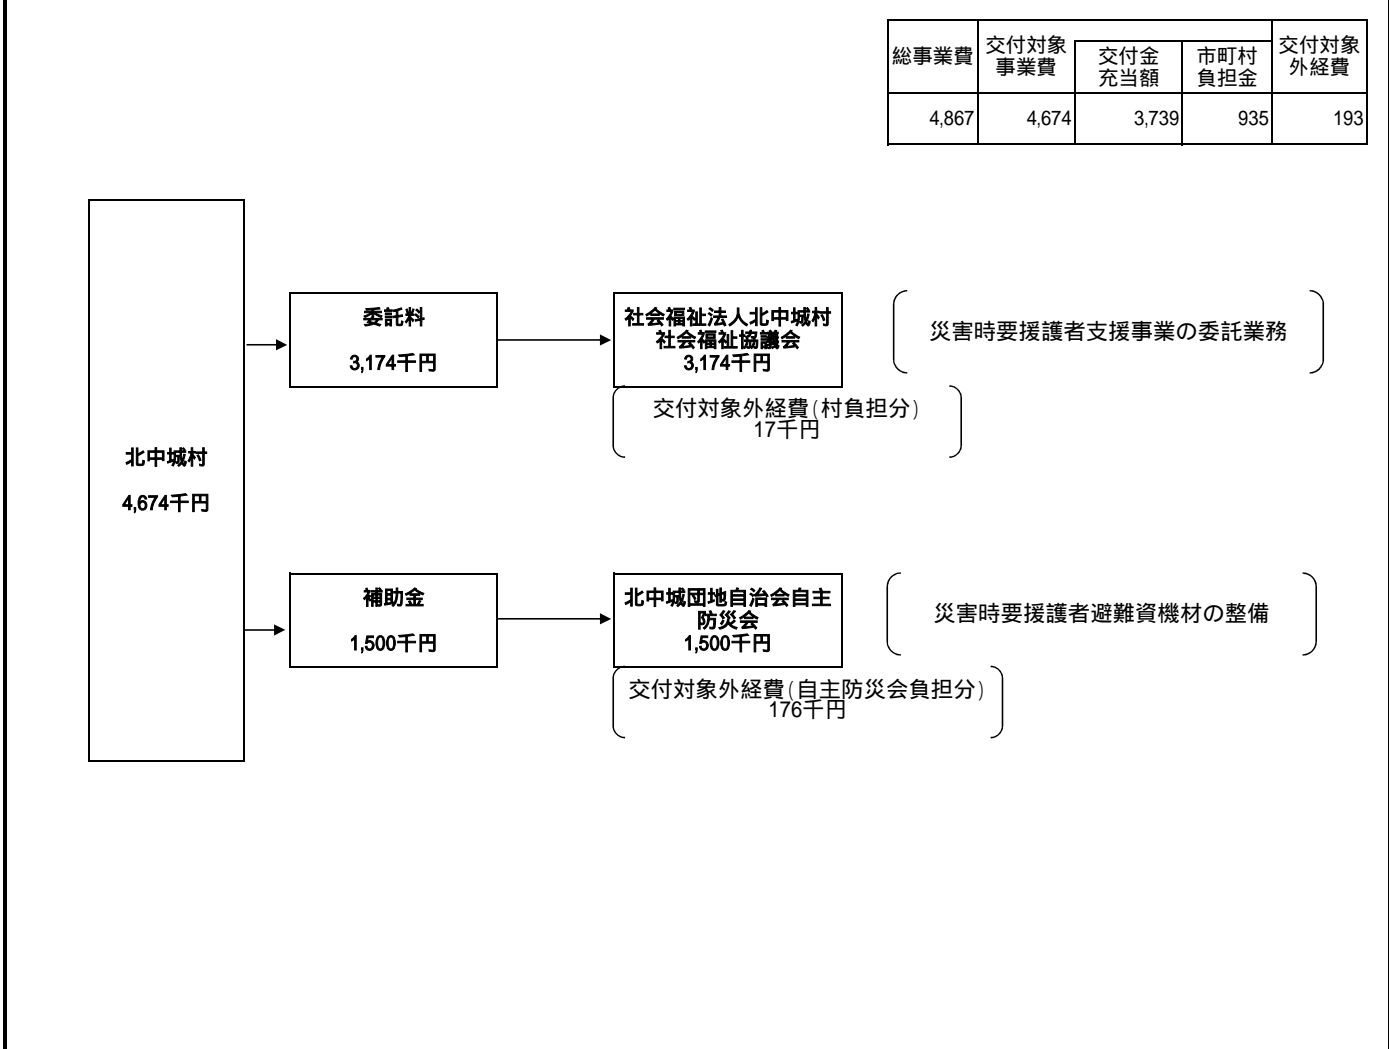 総事業費
交付対象
事業費
交付金
充当額
市町村
負担金
交付対象
外経費
4,867
4,674
3,739
935
193
北中城村
4,674千円
委託料
3,174千円
社会福祉法人北中城村
社会福祉協議会
3,174千円
災害時要援護者支援事業の委託業務
交付対象外経費(村負担分)
17千円
補助金
1,500千円
北中城団地自治会自主
防災会
1,500千円
災害時要援護者避難資機材の整備
交付対象外経費(自主防災会負担分)
176千円